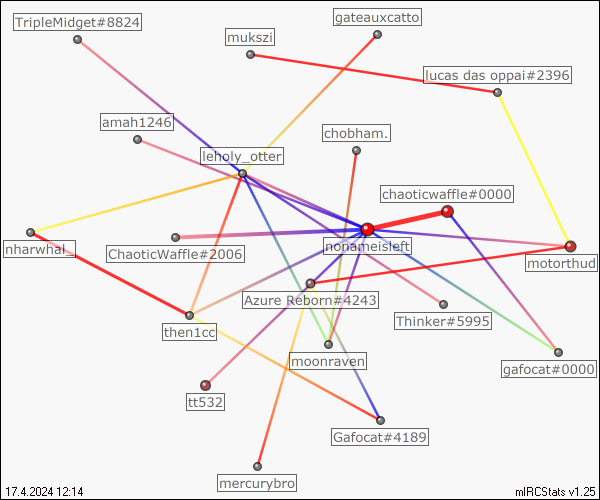 TripleMidget#8824
gateauxcatto
mukszi
lucas das oppai#2396
amah1246
chobham.
leholy_otter
chaoticwaffle#0000
nharwhal_
ChaoticWaffle#2006
nonameisleft
motorthud
Azure Reborn#4243
then1cc
Thinker#5995
moonraven
gafocat#0000
tt532
Gafocat#4189
mercurybro
17.4.2024 12:14
mIRCStats v1.25